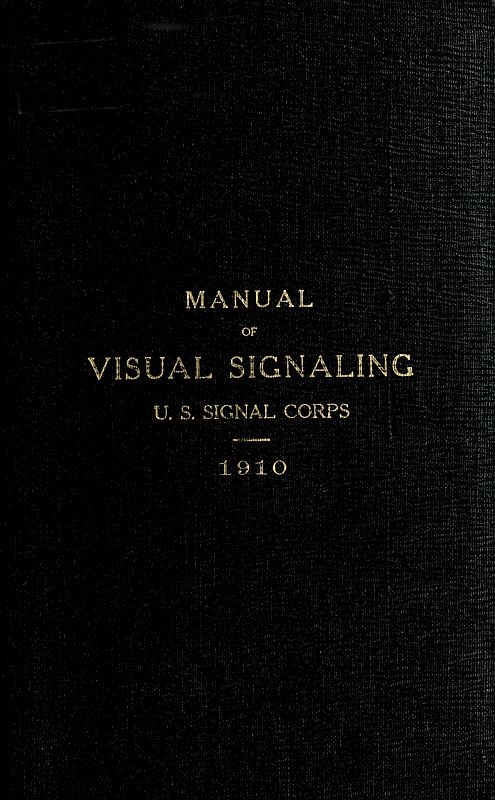 MANUAL
OF
VISUAL SIGNALING
U. S. SIGNAL CORPS
1910